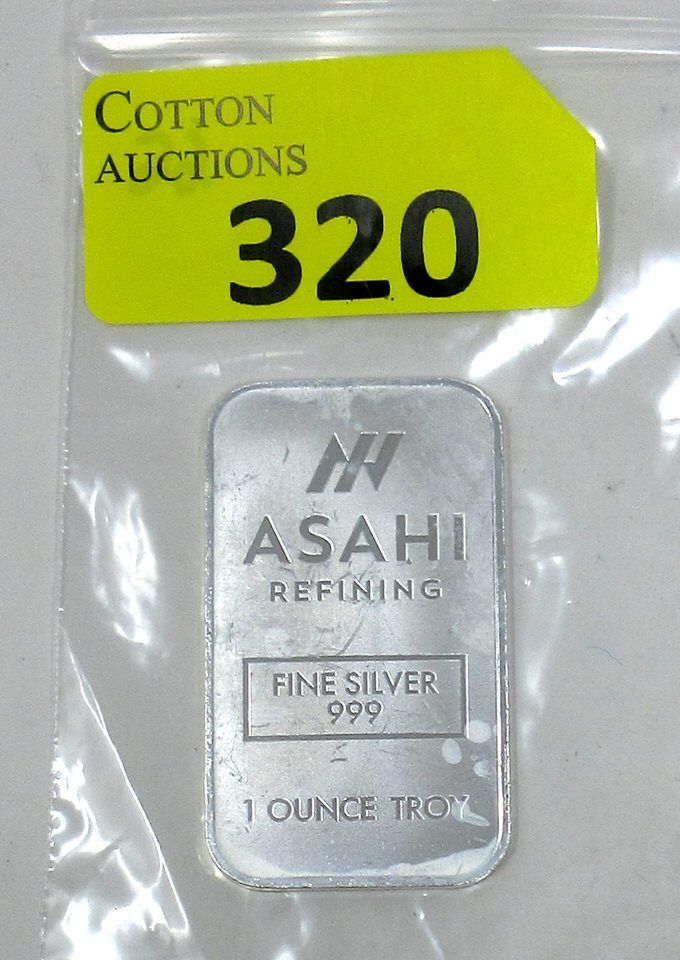 COTTON
AUCTIONS
320
ASAHI
REFINING
FINE SILVER
999
1 OUNCE TROY